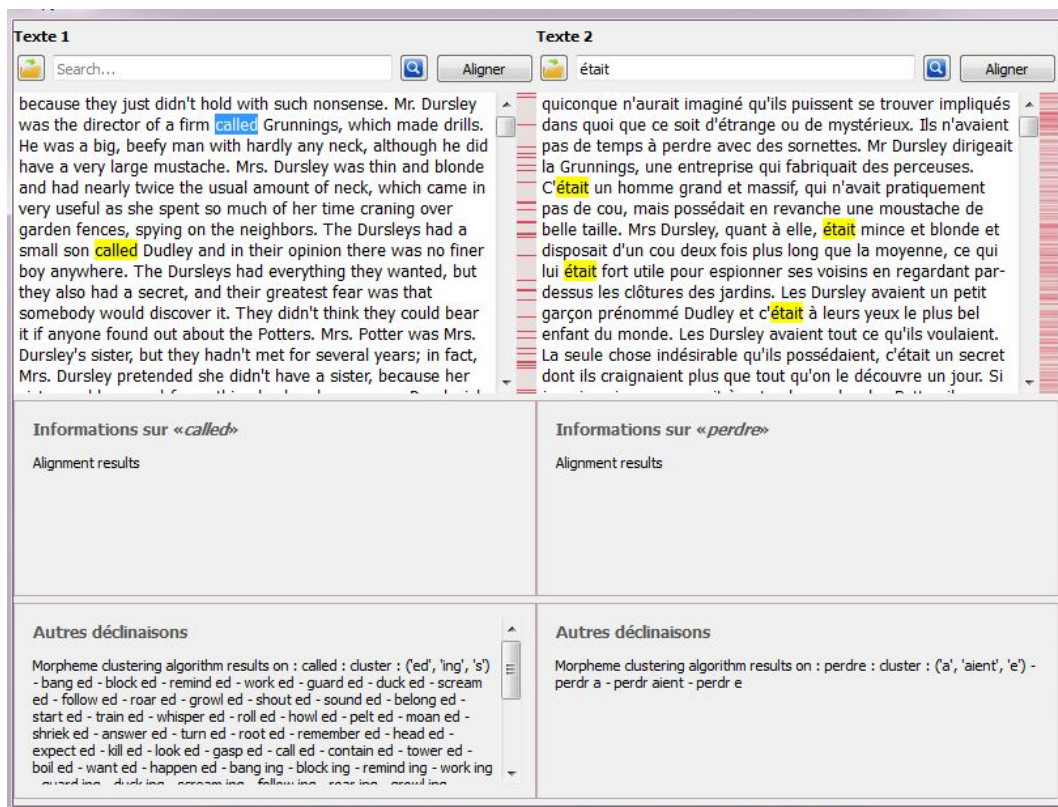 Texte 1
Search...
Aligner
because they just didn't hold with such nonsense. Mr. Dursley
was the director of a firm called Grunnings, which made drills.
He was a big, beefy man with hardly any neck, although he did
have a very large mustache. Mrs. Dursley was thin and blonde
and had nearly twice the usual amount of neck, which came in
very useful as she spent so much of her time craning over
garden fences, spying on the neighbors. The Dursleys had a
small son called Dudley and in their opinion there was no finer
boy anywhere. The Dursleys had everything they wanted, but
they also had a secret, and their greatest fear was that
somebody would discover it. They didn't think they could bear
it if anyone found out about the Potters. Mrs. Potter was Mrs.
Dursley's sister, but they hadn't met for several years; in fact,
Mrs. Dursley pretended she didn't have a sister, because her
Texte 2
était
Aligner
quiconque n'aurait imaginé qu'ils puissent se trouver impliqués
dans quoi que ce soit d'étrange ou de mystérieux. Ils n'avaient
pas de temps à perdre avec des sornettes. Mr Dursley dirigeait
la Grunnings, une entreprise qui fabriquait des perceuses.
C'était un homme grand et massif, qui n'avait pratiquement
pas de cou, mais possédait en revanche une moustache de
belle taille. Mrs Dursley, quant à elle, était mince et blonde et
disposait d'un cou deux fois plus long que la moyenne, ce qui
lui était fort utile pour espionner ses voisins en regardant par-
dessus les clôtures des jardins. Les Dursley avaient un petit
garçon prénommé Dudley et c'était à leurs yeux le plus bel
enfant du monde. Les Dursley avaient tout ce qu'ils voulaient.
La seule chose indésirable qu'ils possédaient, c'était un secret
dont ils craignaient plus que tout qu'on le découvre un jour. Si
Informations sur «called»
Alignment results
Informations sur «perdre»
Alignment results
Autres déclinaisons
Morpheme clustering algorithm results on : called : cluster : ('ed', 'ing', 's')
- bang ed - block ed - remind ed - work ed - guard ed - duck ed - scream
ed - follow ed - roar ed - growl ed - shout ed - sound ed - belong ed -
start ed - train ed - whisper ed - roll ed - howl ed - pelt ed - moan ed -
shriek ed - answer ed - turn ed - root ed - remember ed - head ed -
expect ed - kill ed - look ed - gasp ed - call ed - contain ed - tower ed -
boil ed - want ed - happen ed - bang ing - block ing - remind ing - work ing
Autres déclinaisons
Morpheme clustering algorithm results on : perdre : cluster : ('a', 'aient', 'e') -
perdr a - perdr aient - perdr e